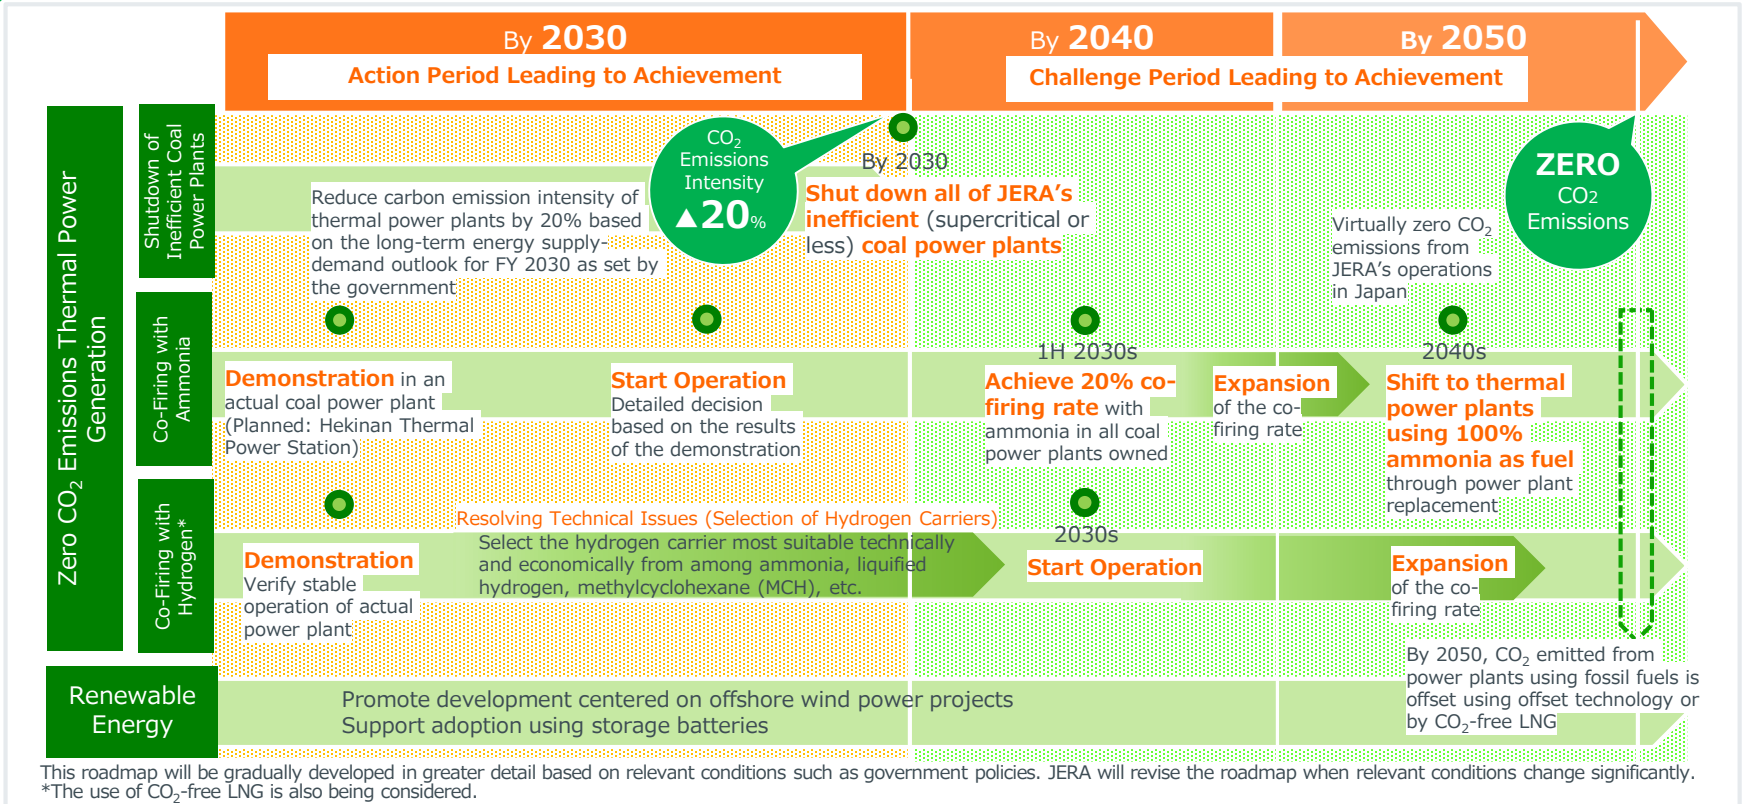 By 2030
Action Period Leading to Achievement
By 2040
By 2050
Challenge Period Leading to Achievement
Zero CO2 Emissions Thermal Power
Generation
Shutdown of
Inefficient Coal
Power Plants
Reduce carbon emission intensity of
thermal power plants by 20% based
on the long-term energy supply-
demand outlook for FY 2030 as set by
the government
CO2
Emissions
Intensity
▲20%
By 2030
Shut down all of JERA’s
inefficient (supercritical or
less) coal power plants
Virtually zero CO2
emissions from
JERA’s operations
in Japan
ZERO
CO2
Emissions
Co-Firing with
Ammonia
Demonstration in an
actual coal power plant
(Planned: Hekinan Thermal
Power Station)
Start Operation
Detailed decision
based on the results
of the demonstration
1H 2030s
Achieve 20% co-
firing rate with
ammonia in all coal
power plants owned
Expansion
of the co-
firing rate
2040s
Shift to thermal
power plants
using 100%
ammonia as fuel
through power plant
replacement
Co-Firing with
Hydrogen*
Demonstration
Verify stable
operation of actual
power plant
Resolving Technical Issues (Selection of Hydrogen Carriers)
Select the hydrogen carrier most suitable technically
and economically from among ammonia, liquified
hydrogen, methylcyclohexane (MCH), etc.
2030s
Start Operation
Expansion
of the co-
firing rate
By 2050, CO2 emitted from
power plants using fossil fuels is
offset using offset technology or
by CO2-free LNG
Renewable
Energy
Promote development centered on offshore wind power projects
Support adoption using storage batteries
This roadmap will be gradually developed in greater detail based on relevant conditions such as government policies. JERA will revise the roadmap when relevant conditions change significantly.
*The use of CO2-free LNG is also being considered.